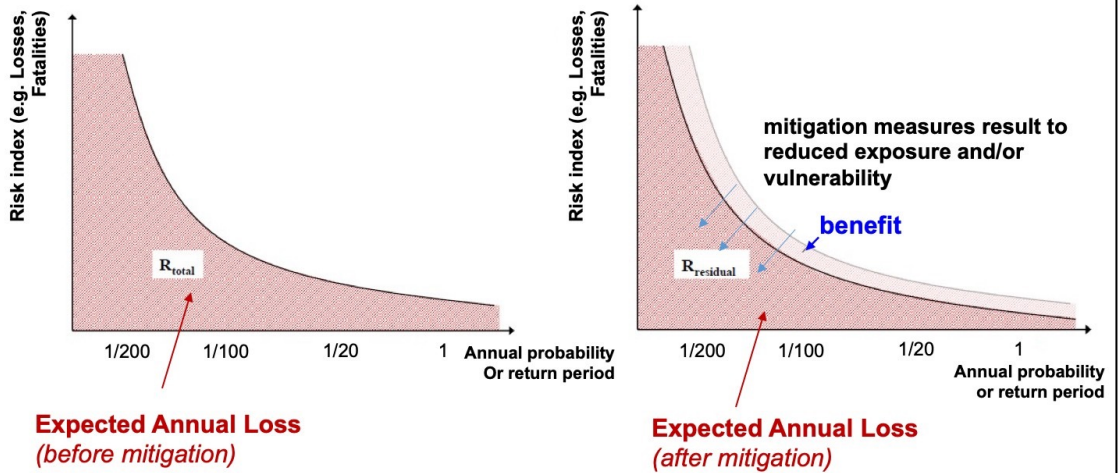 Risk index (e.g. Losses,
Fatalities)
R_total
1/200 1/100 1/20 1 Annual probability
Or return period
Expected Annual Loss
(before mitigation)
Risk index (e.g. Losses,
Fatalities)
mitigation measures result to
reduced exposure and/or
vulnerability
benefit
R_residual
1/200 1/100 1/20 1
Annual probability
or return period
Expected Annual Loss
(after mitigation)